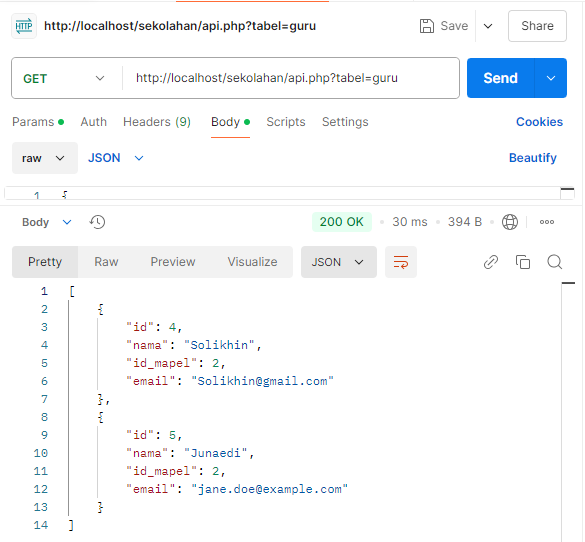 HTTP http://localhost/sekolahan/api.php?tabel=guru Save Share
GET http://localhost/sekolahan/api.php?tabel=guru Send
Params Auth Headers (9) Body Scripts Settings Cookies
raw JSON Beautify
1 {
Body 200 OK 30 ms 394 B
Pretty Raw Preview Visualize JSON
1 [
2 {
3 "id": 4,
4 "nama": "Solikhin",
5 "id_mapel": 2,
6 "email": "Solikhin@gmail.com"
7 },
8 {
9 "id": 5,
10 "nama": "Junaedi",
11 "id_mapel": 2,
12 "email": "jane.doe@example.com"
13 }
14 ]